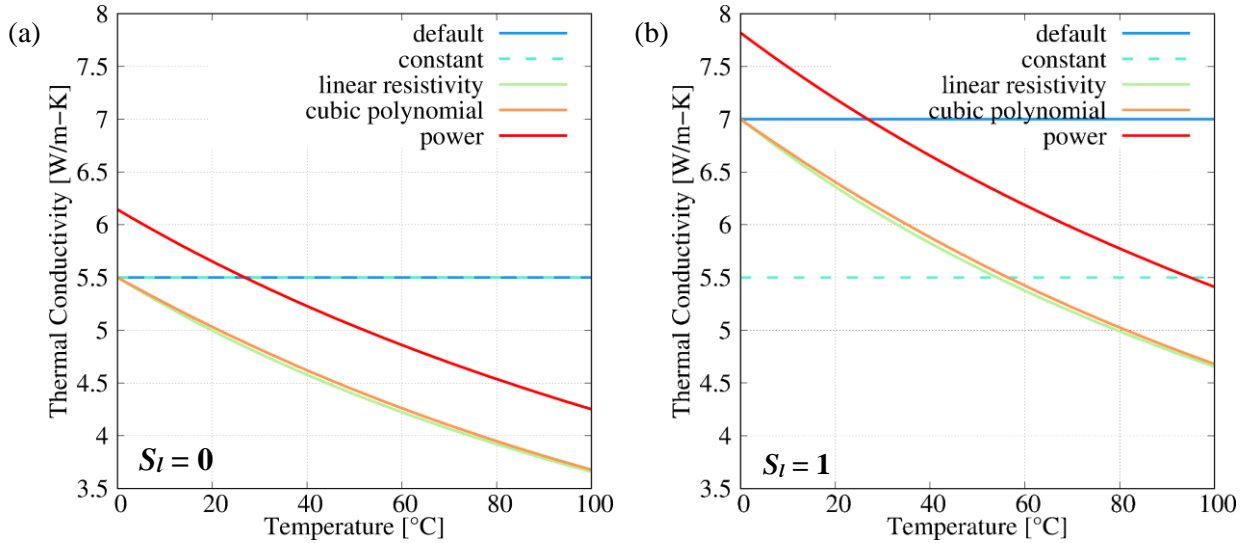 (a)
Thermal Conductivity [W/m−K]
8
7.5
7
6.5
6
5.5
5
4.5
4
3.5
default
constant
linear resistivity
cubic polynomial
power
S_l = 0
0 20 40 60 80 100
Temperature [°C]
(b)
Thermal Conductivity [W/m−K]
8
7.5
7
6.5
6
5.5
5
4.5
4
3.5
default
constant
linear resistivity
cubic polynomial
power
S_l = 1
0 20 40 60 80 100
Temperature [°C]